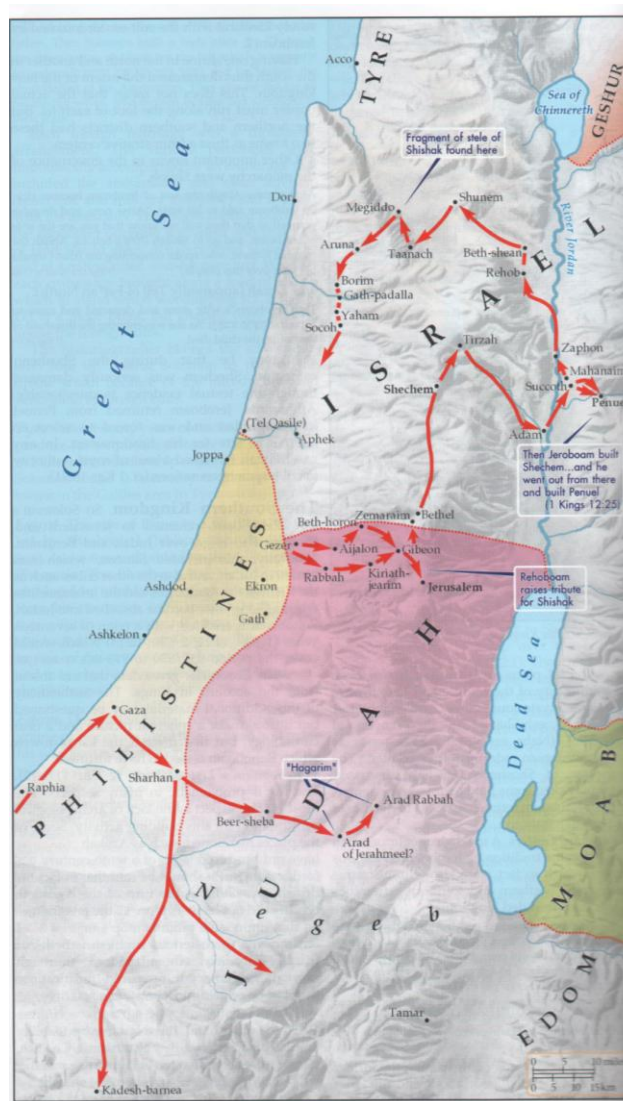 Acco
TYRE
Sea of
Chinnereth
GESHUR
Great Sea
Fragment of stele of
Shishak found here
Dor
Megiddo
Shunem
River Jordan
Aruna
Taanach
Beth-shean
Rehob
ISRAEL
Borim
Gath-padalla
Yaham
Socoh
Tirzah
Zaphon
Mahanaim
Succoth
Shechem
Penuel
(Tel Qasile)
Aphek
Adam
Joppa
Then Jeroboam built
Shechem...and he
went out from there
and built Penuel
(1 Kings 12:25)
Zemaraim
Bethel
Beth-horon
Gezer
Aijalon
Gibeon
Rabbah
Kiriath-
jearim
Jerusalem
Rehoboam
raises tribute
for Shishak
Ashdod
Ekron
Gath
Ashkelon
PHILISTINES
JUDAH
Dead Sea
Gaza
Raphia
Sharhan
"Hagarim"
Beer-sheba
Arad Rabbah
Arad
of Jerahmeel?
MOAB
Negeb
Tamar
EDOM
Kadesh-barnea
0 5 10 miles
0 5 10 15 km